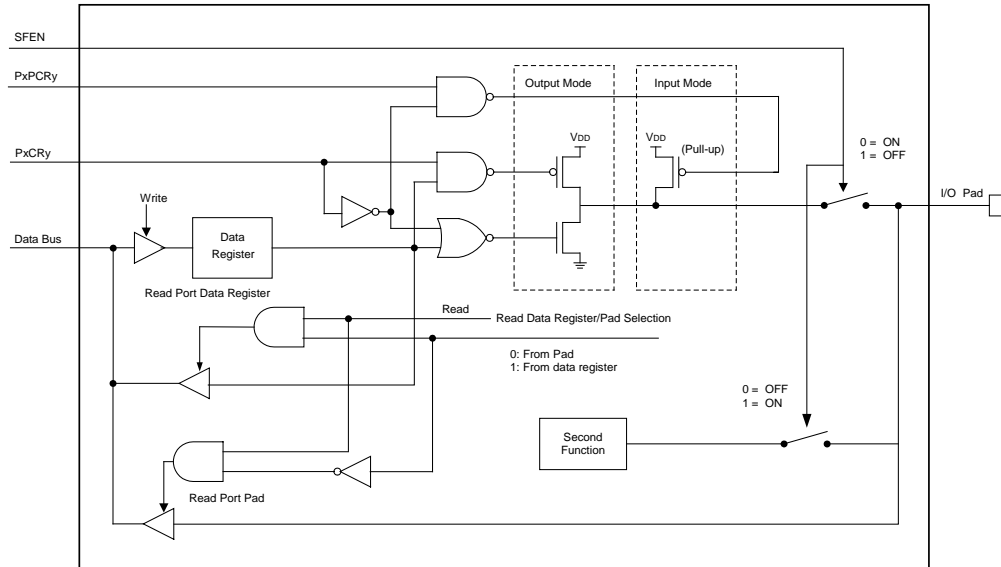 SFEN
PxPCRy
Output Mode
Input Mode
VDD
VDD
(Pull-up)
0 = ON
1 = OFF
PxCRy
I/O Pad
Write
Data Bus
Data
Register
Read Port Data Register
Read
Read Data Register/Pad Selection
0: From Pad
1: From data register
0 = OFF
1 = ON
Second
Function
Read Port Pad